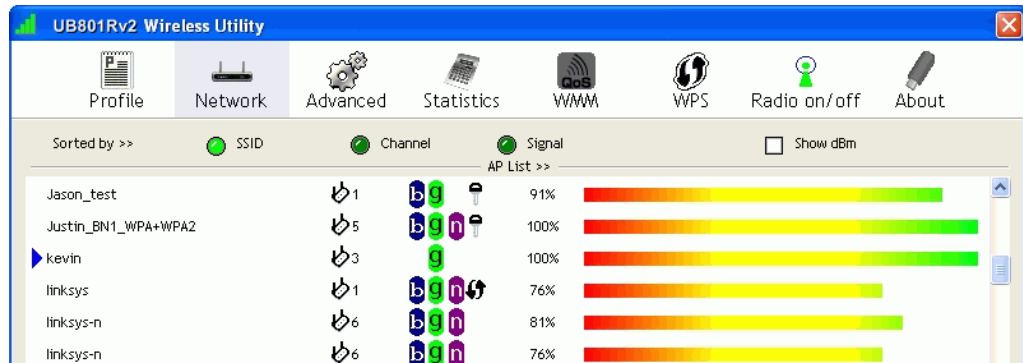 UB801Rv2 Wireless Utility
Profile Network Advanced Statistics QoS WMM WPS Radio on/off About
Sorted by >> SSID Channel Signal Show dBm
AP List >>
Jason_test 1 b g 91%
Justin_BN1_WPA+WPA2 5 b g n 100%
kevin 3 g 100%
linksys 1 b g n 76%
linksys-n 6 b g n 81%
linksys-n 6 b g n 76%